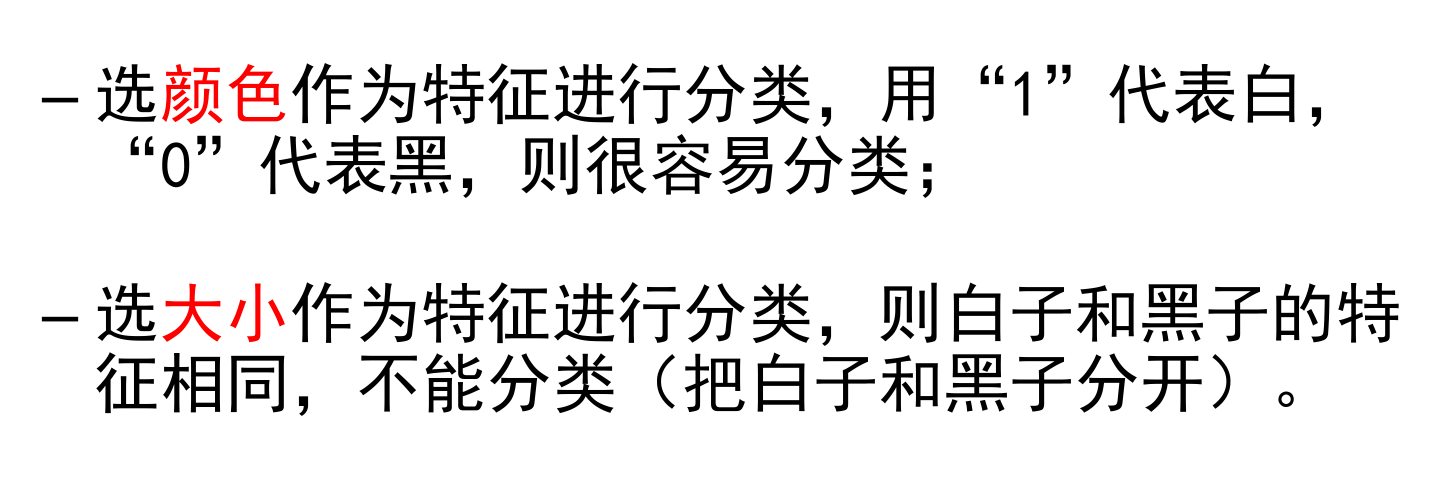 – 选颜色作为特征进行分类，用“1”代表白，
“0”代表黑，则很容易分类；
– 选大小作为特征进行分类，则白子和黑子的特
征相同，不能分类（把白子和黑子分开）。